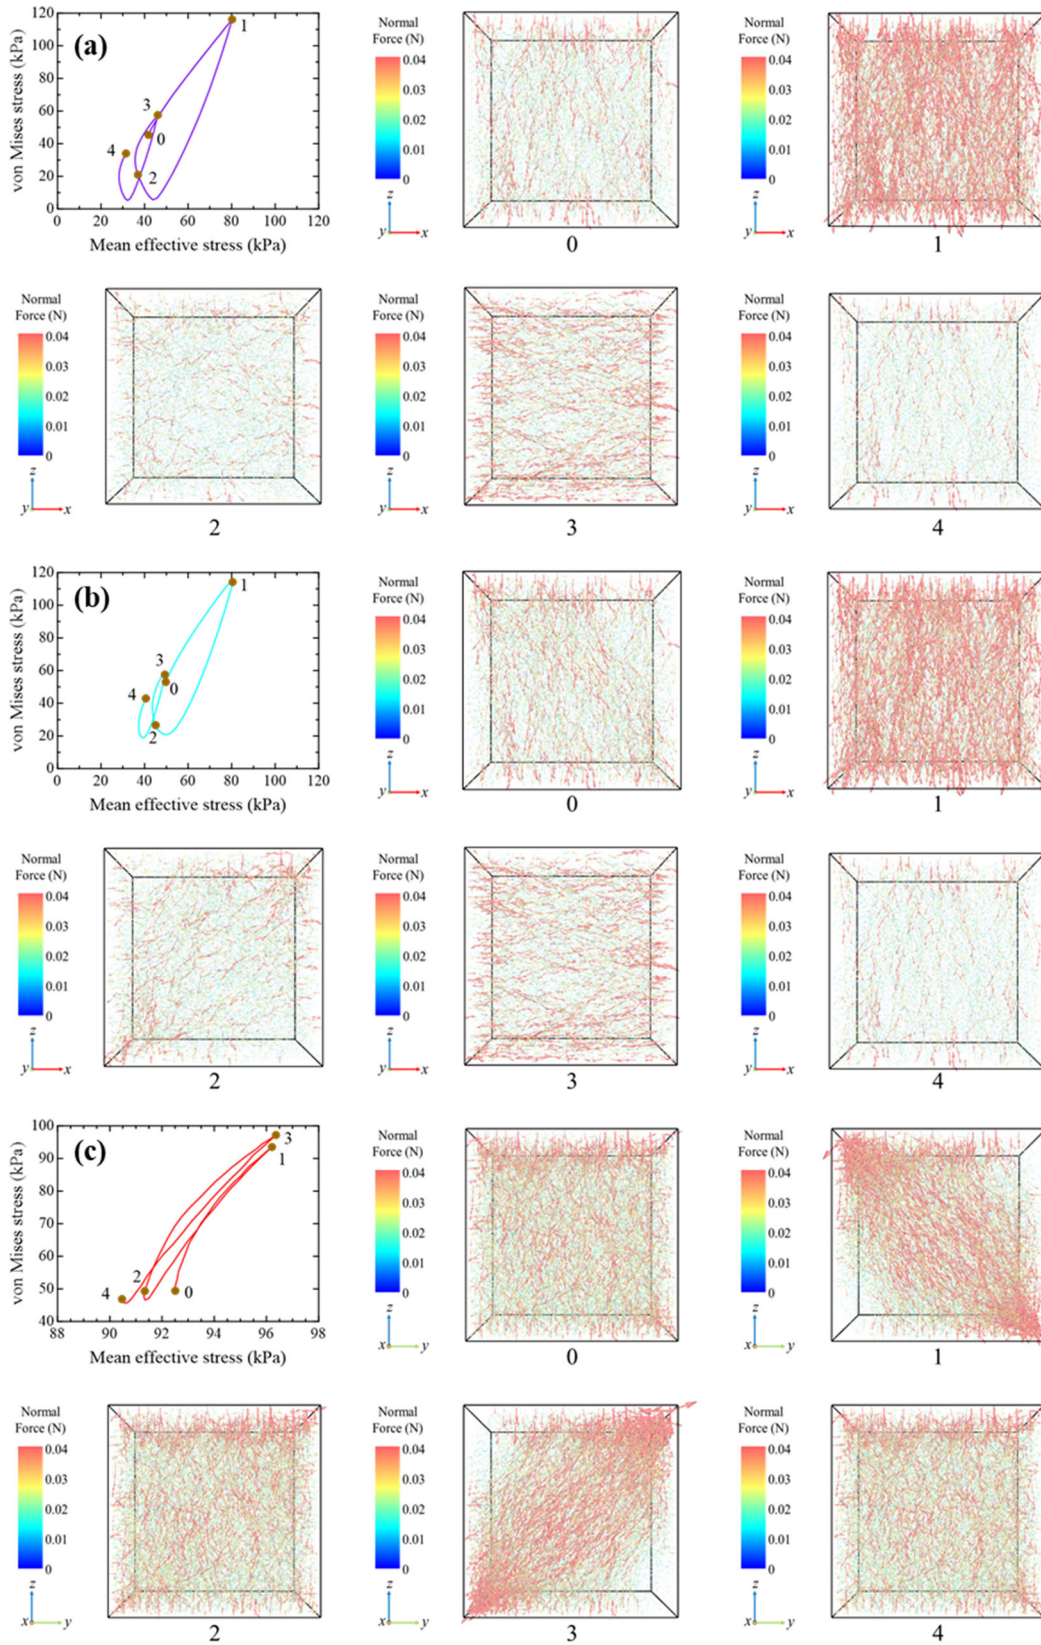 (a)
von Mises stress (kPa)
120
100
80
60
40
20
0
0 20 40 60 80 100 120
Mean effective stress (kPa)
1
3
0
4
2
Normal
Force (N)
0.04
0.03
0.02
0.01
0
z
y x
0
Normal
Force (N)
0.04
0.03
0.02
0.01
0
z
y x
1
Normal
Force (N)
0.04
0.03
0.02
0.01
0
z
y x
2
Normal
Force (N)
0.04
0.03
0.02
0.01
0
z
y x
3
Normal
Force (N)
0.04
0.03
0.02
0.01
0
z
y x
4
(b)
von Mises stress (kPa)
120
100
80
60
40
20
0
0 20 40 60 80 100 120
Mean effective stress (kPa)
1
3
0
4
2
Normal
Force (N)
0.04
0.03
0.02
0.01
0
z
y x
0
Normal
Force (N)
0.04
0.03
0.02
0.01
0
z
y x
1
Normal
Force (N)
0.04
0.03
0.02
0.01
0
z
y x
2
Normal
Force (N)
0.04
0.03
0.02
0.01
0
z
y x
3
Normal
Force (N)
0.04
0.03
0.02
0.01
0
z
y x
4
(c)
von Mises stress (kPa)
100
90
80
70
60
50
40
88 90 92 94 96 98
Mean effective stress (kPa)
3
1
2
4
0
Normal
Force (N)
0.04
0.03
0.02
0.01
0
z
x y
0
Normal
Force (N)
0.04
0.03
0.02
0.01
0
z
x y
1
Normal
Force (N)
0.04
0.03
0.02
0.01
0
z
x y
2
Normal
Force (N)
0.04
0.03
0.02
0.01
0
z
x y
3
Normal
Force (N)
0.04
0.03
0.02
0.01
0
z
x y
4